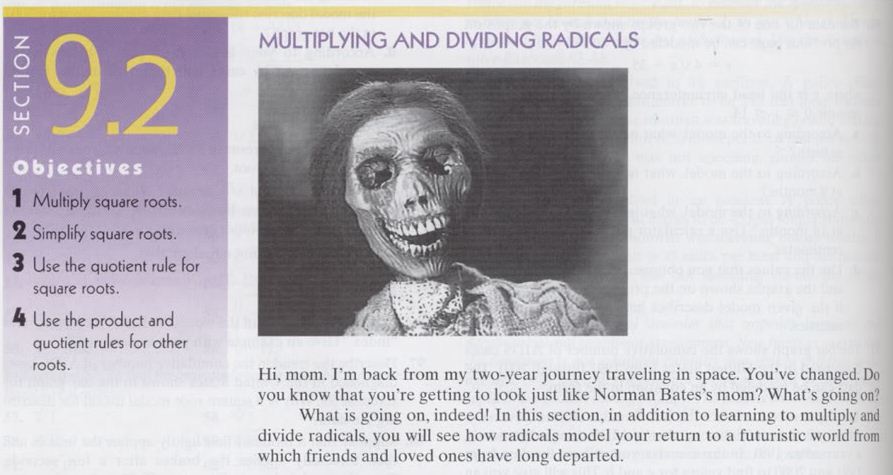 SECTION
9.2
MULTIPLYING AND DIVIDING RADICALS
Objectives
1 Multiply square roots.
2 Simplify square roots.
3 Use the quotient rule for
square roots.
4 Use the product and
quotient rules for other
roots.
Hi, mom! I'm back from my two-year journey traveling in space. You've changed. Do
you know that you're getting to look just like Norman Bates's mom? What's going on?
What is going on, indeed! In this section, in addition to learning to multiply and
divide radicals, you will see how radicals model your return to a futuristic world from
which friends and loved ones have long departed.